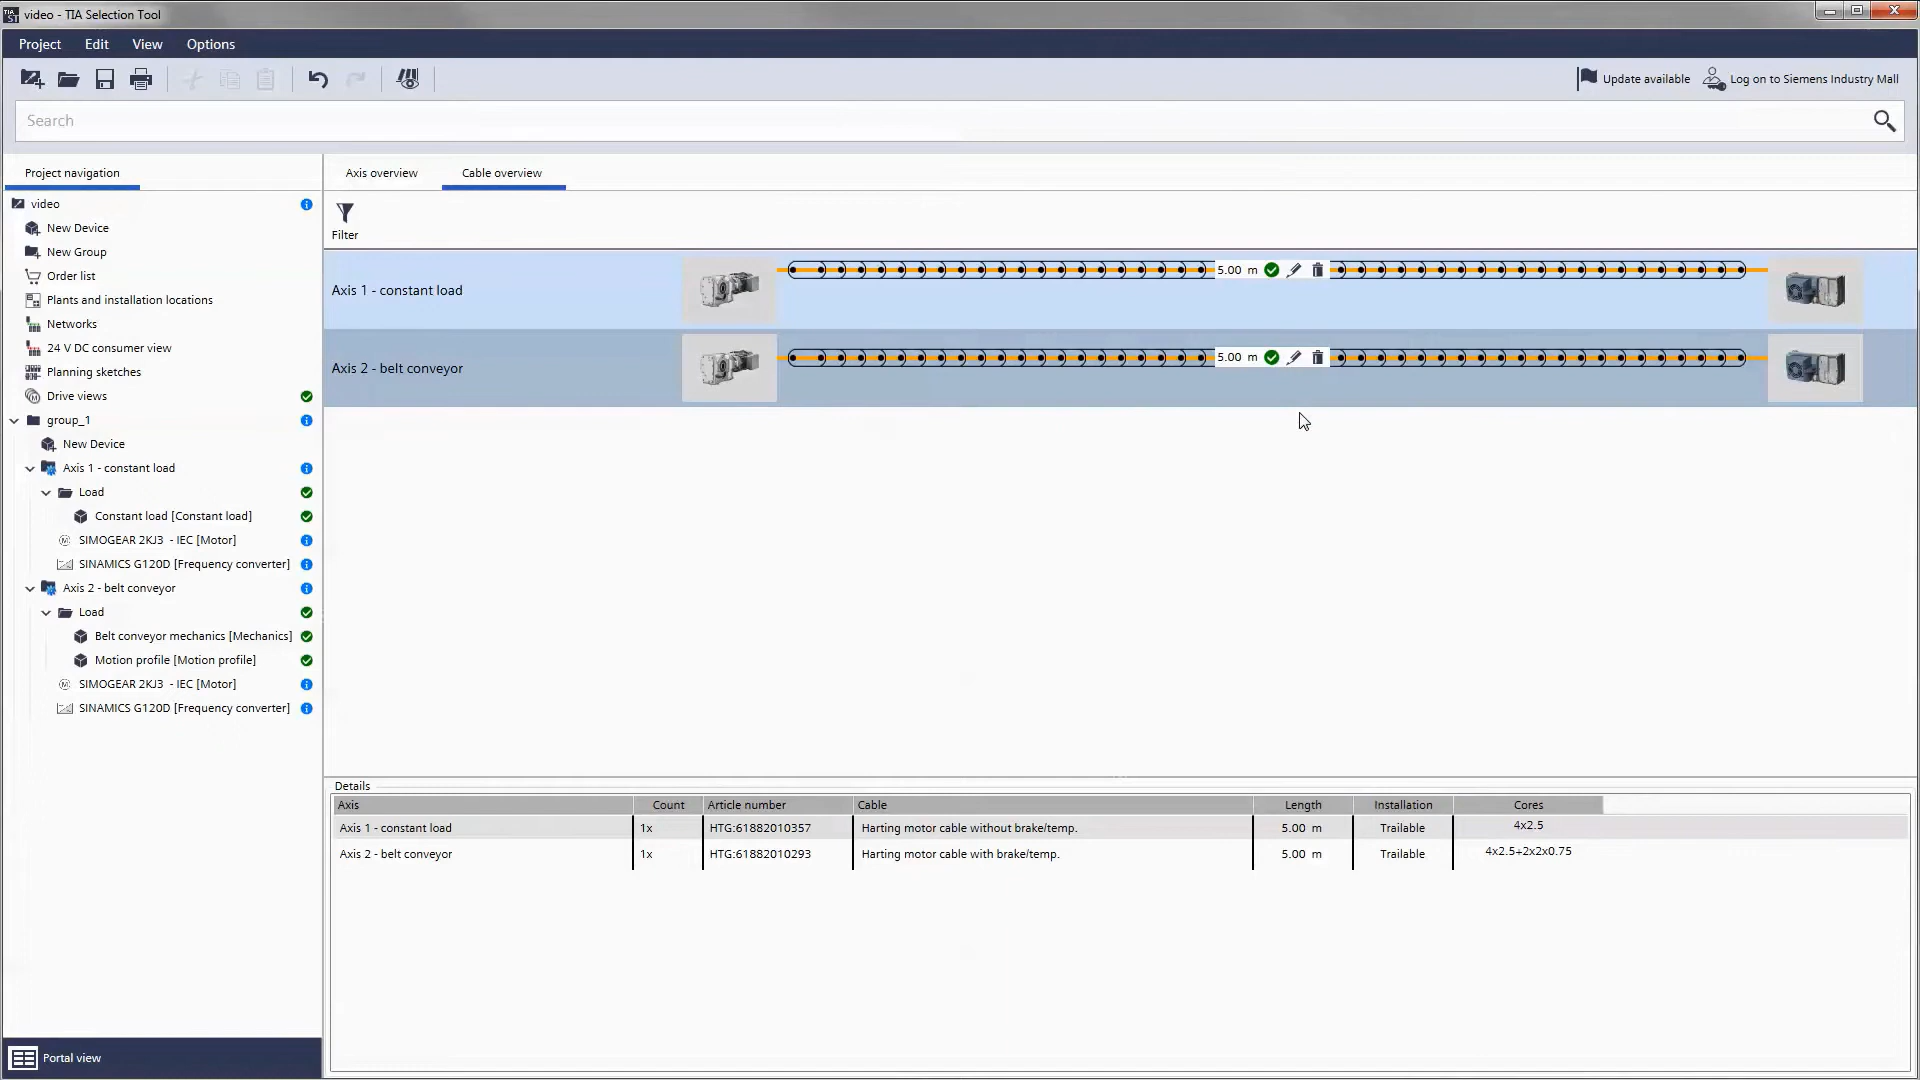 video - TIA Selection Tool
Project Edit View Options
Update available Log on to Siemens Industry Mall
Search
Project navigation
Axis overview Cable overview
video
New Device
New Group
Order list
Plants and installation locations
Networks
24 V DC consumer view
Planning sketches
Drive views
group_1
New Device
Axis 1 - constant load
Load
Constant load [Constant load]
SIMOGEAR 2KJ3 - IEC [Motor]
SINAMICS G120D [Frequency converter]
Axis 2 - belt conveyor
Load
Belt conveyor mechanics [Mechanics]
Motion profile [Motion profile]
SIMOGEAR 2KJ3 - IEC [Motor]
SINAMICS G120D [Frequency converter]
Portal view
Filter
Axis 1 - constant load 5.00 m
Axis 2 - belt conveyor 5.00 m
Details
Axis Count Article number Cable Length Installation Cores
Axis 1 - constant load 1x HTG:61882010357 Harting motor cable without brake/temp. 5.00 m Trailable 4x2.5
Axis 2 - belt conveyor 1x HTG:61882010293 Harting motor cable with brake/temp. 5.00 m Trailable 4x2.5+2x2x0.75